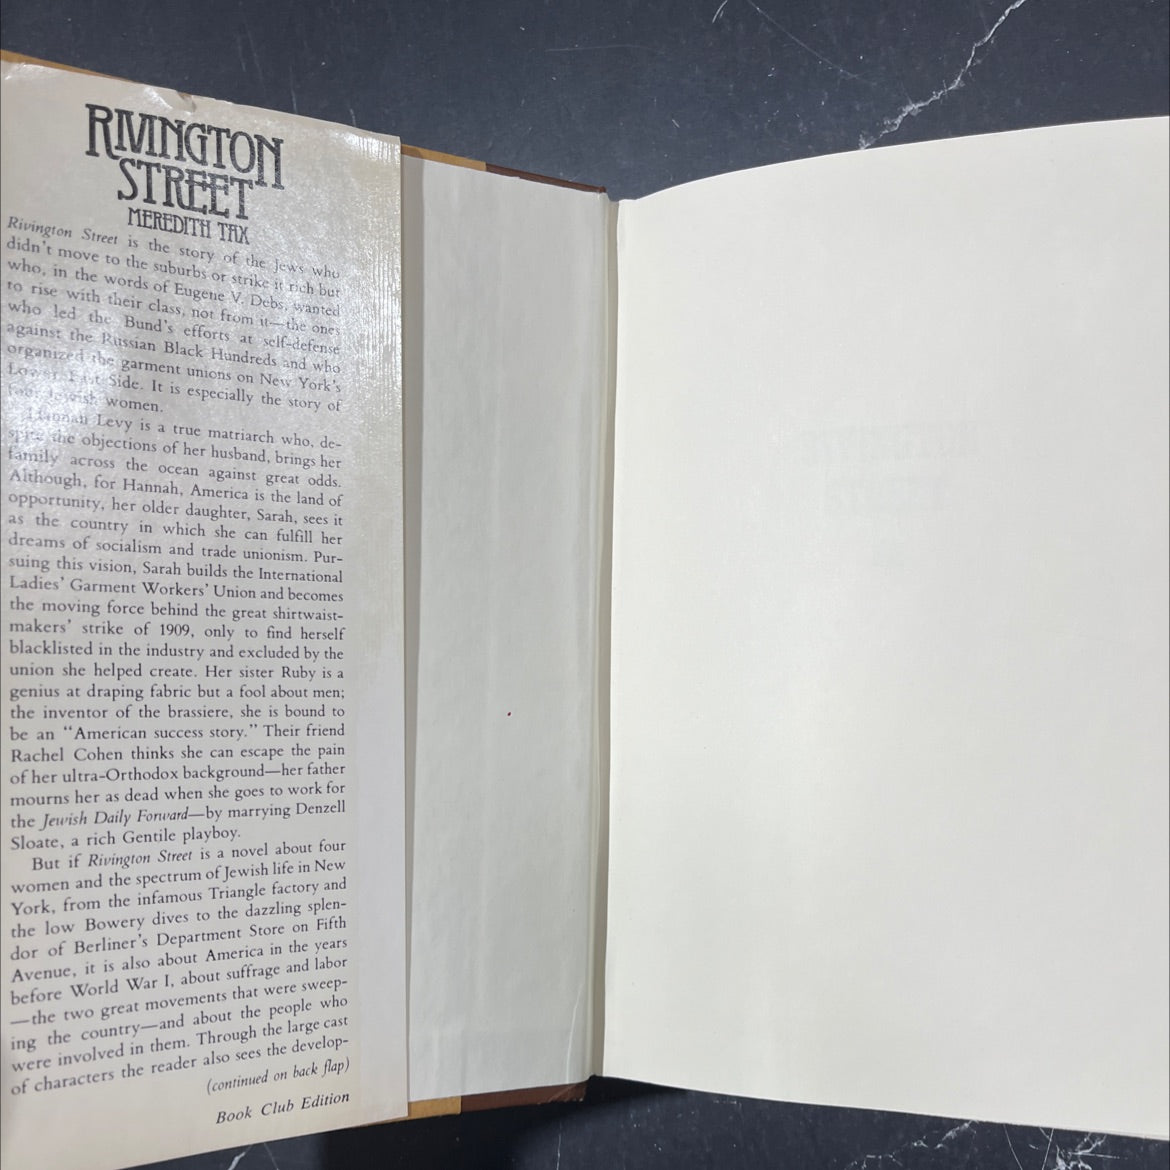 RIVINGTON
STREET
MEREDITH TAX
Rivington Street is the story of the Jews who
didn't move to the suburbs or strike it rich but
who, in the words of Eugene V. Debs, wanted
to rise with their class, not from it—the ones
who led the Bund's efforts at self-defense
against the Russian Black Hundreds and who
organized the garment unions on New York's
Lower East Side. It is especially the story of
four Jewish women.
Hannah Levy is a true matriarch who, de-
spite the objections of her husband, brings her
family across the ocean against great odds.
Although, for Hannah, America is the land of
opportunity, her older daughter, Sarah, sees it
as the country in which she can fulfill her
dreams of socialism and trade unionism. Pur-
suing this vision, Sarah builds the International
Ladies' Garment Workers' Union and becomes
the moving force behind the great shirtwaist-
makers' strike of 1909, only to find herself
blacklisted in the industry and excluded by the
union she helped create. Her sister Ruby is a
genius at draping fabric but a fool about men;
the inventor of the brassiere, she is bound to
be an "American success story." Their friend
Rachel Cohen thinks she can escape the pain
of her ultra-Orthodox background—her father
mourns her as dead when she goes to work for
the Jewish Daily Forward—by marrying Denzell
Sloate, a rich Gentile playboy.
But if Rivington Street is a novel about four
women and the spectrum of Jewish life in New
York, from the infamous Triangle factory and
the low Bowery dives to the dazzling splen-
dor of Berliner's Department Store on Fifth
Avenue, it is also about America in the years
before World War I, about suffrage and labor
—the two great movements that were sweep-
ing the country—and about the people who
were involved in them. Through the large cast
of characters the reader also sees the develop-
(continued on back flap)
Book Club Edition